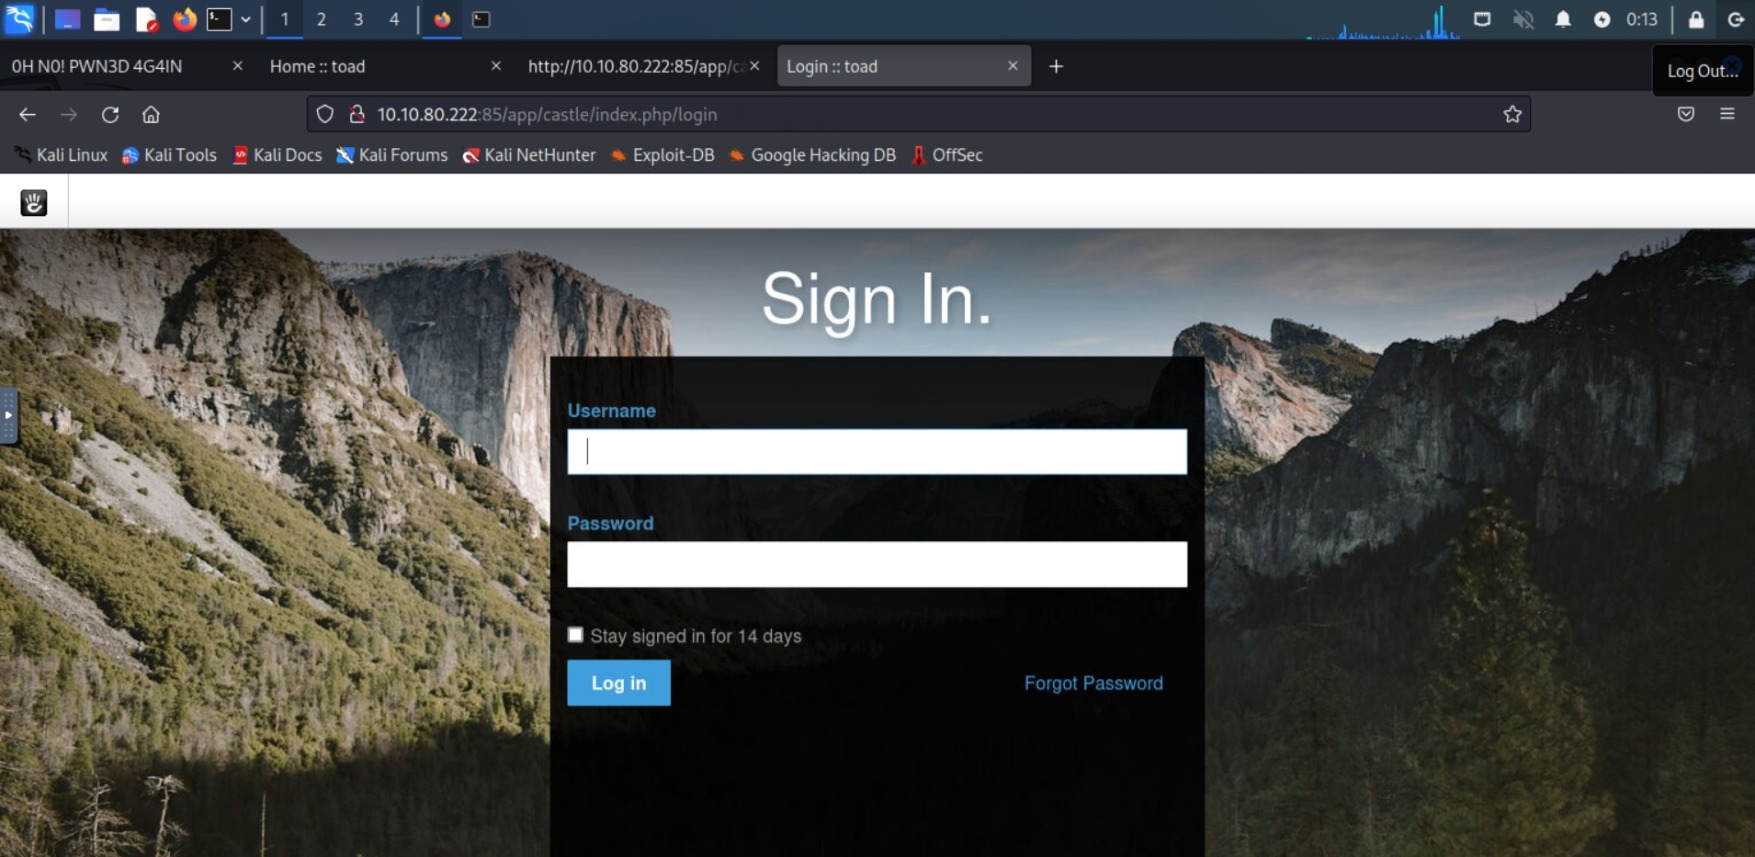 1 2 3 4 0:13
0H N0! PWN3D 4G4IN Home :: toad http://10.10.80.222:85/app/ca Login :: toad Log Out...
10.10.80.222:85/app/castle/index.php/login
Kali Linux Kali Tools Kali Docs Kali Forums Kali NetHunter Exploit-DB Google Hacking DB OffSec
Sign In.
Username
Password
Stay signed in for 14 days
Log in Forgot Password